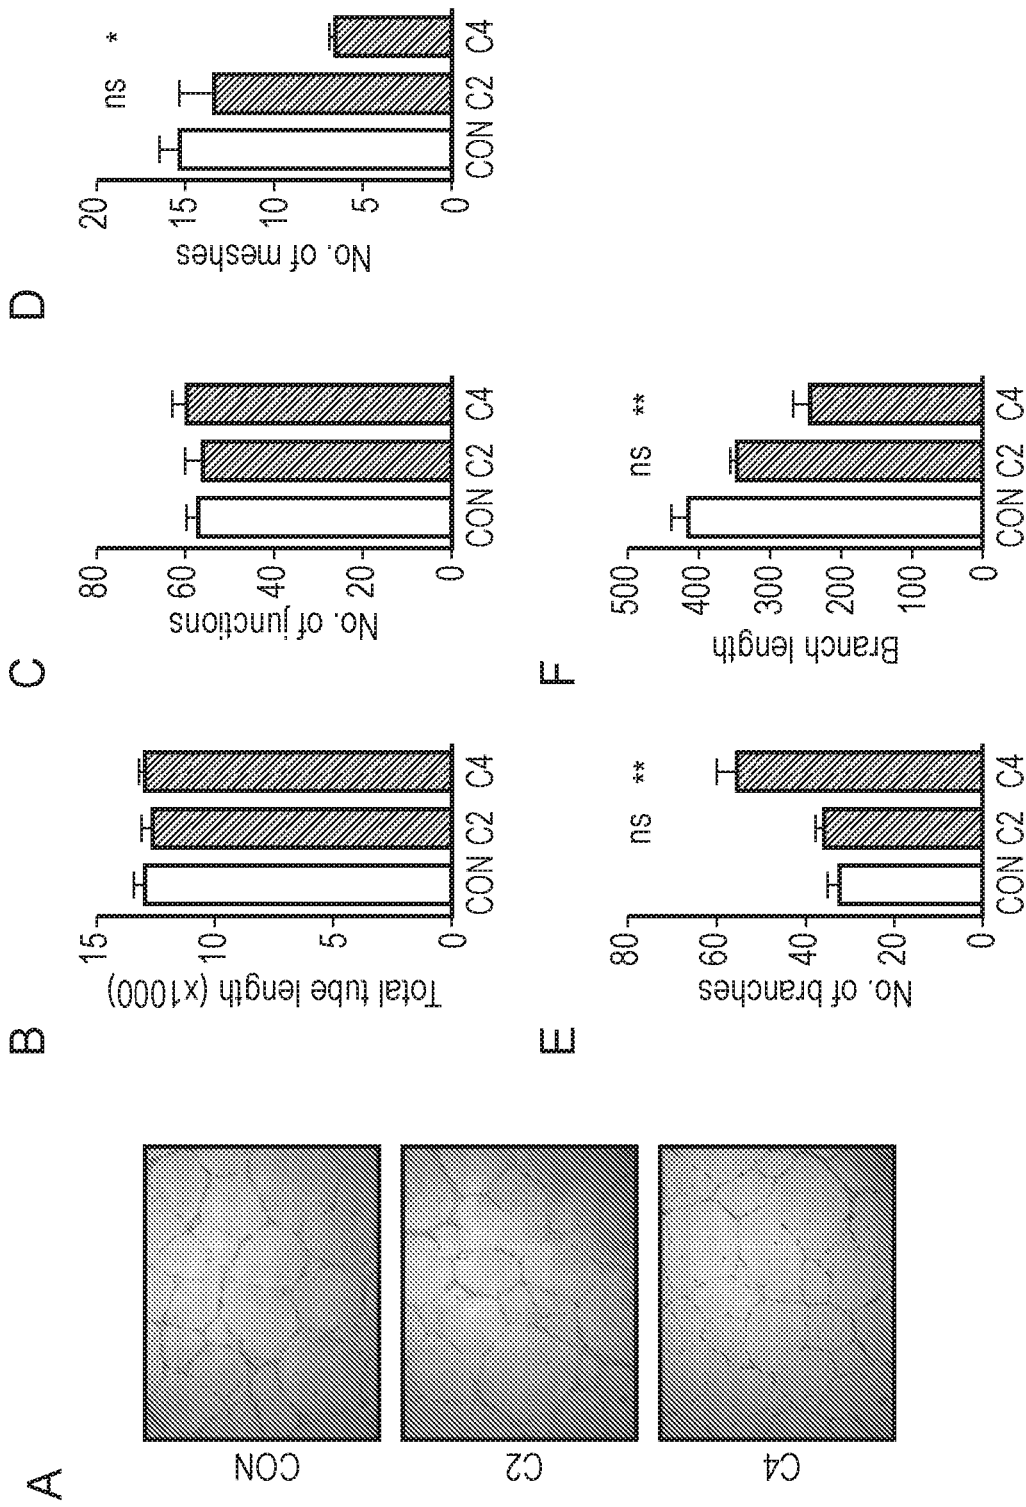 A
CON
C2
C4
B
Total tube length (x1000)
15
10
5
0
CON C2 C4
C
No. of junctions
80
60
40
20
0
CON C2 C4
D
No. of meshes
20
15
10
5
0
ns *
CON C2 C4
E
No. of branches
80
60
40
20
0
ns **
CON C2 C4
F
Branch length
500
400
300
200
100
0
ns **
CON C2 C4